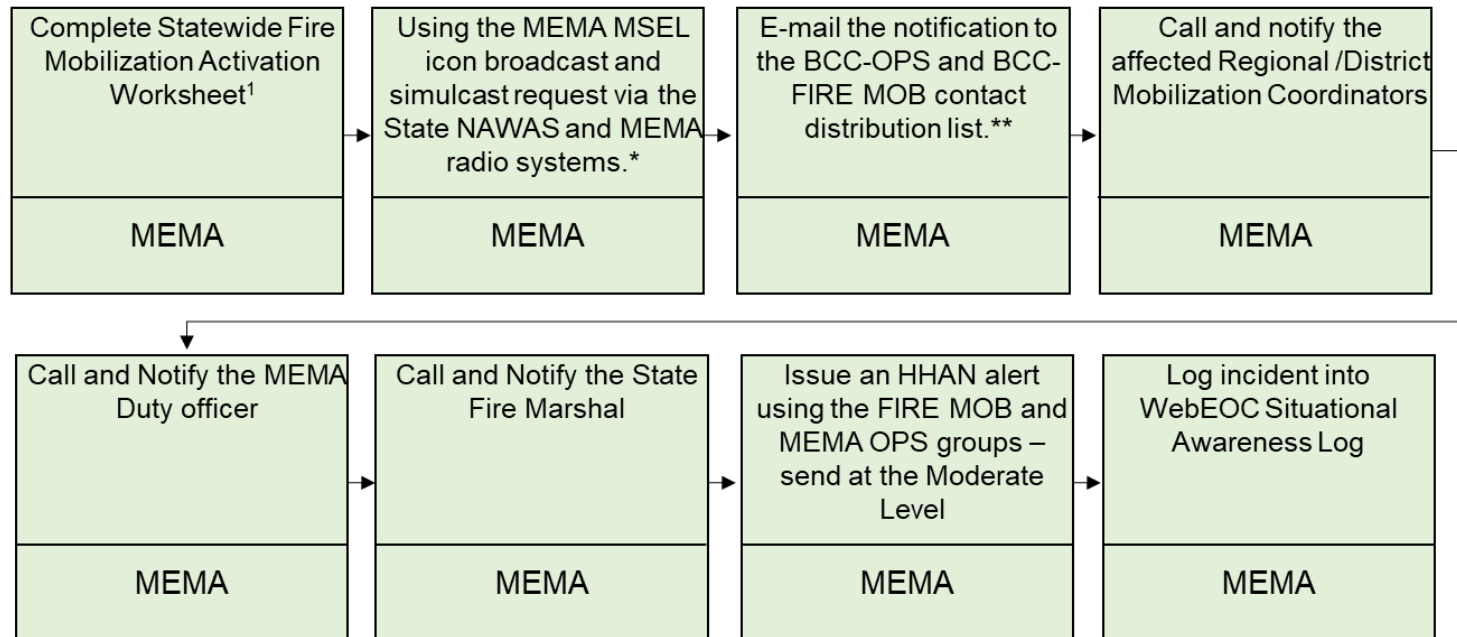 Complete Statewide Fire
Mobilization Activation
Worksheet¹
MEMA
Using the MEMA MSEL
icon broadcast and
simulcast request via the
State NAWAS and MEMA
radio systems.*
MEMA
E-mail the notification to
the BCC-OPS and BCC-
FIRE MOB contact
distribution list.**
MEMA
Call and notify the
affected Regional /District
Mobilization Coordinators
MEMA
Call and Notify the MEMA
Duty officer
MEMA
Call and Notify the State
Fire Marshal
MEMA
Issue an HHAN alert
using the FIRE MOB and
MEMA OPS groups –
send at the Moderate
Level
MEMA
Log incident into
WebEOC Situational
Awareness Log
MEMA